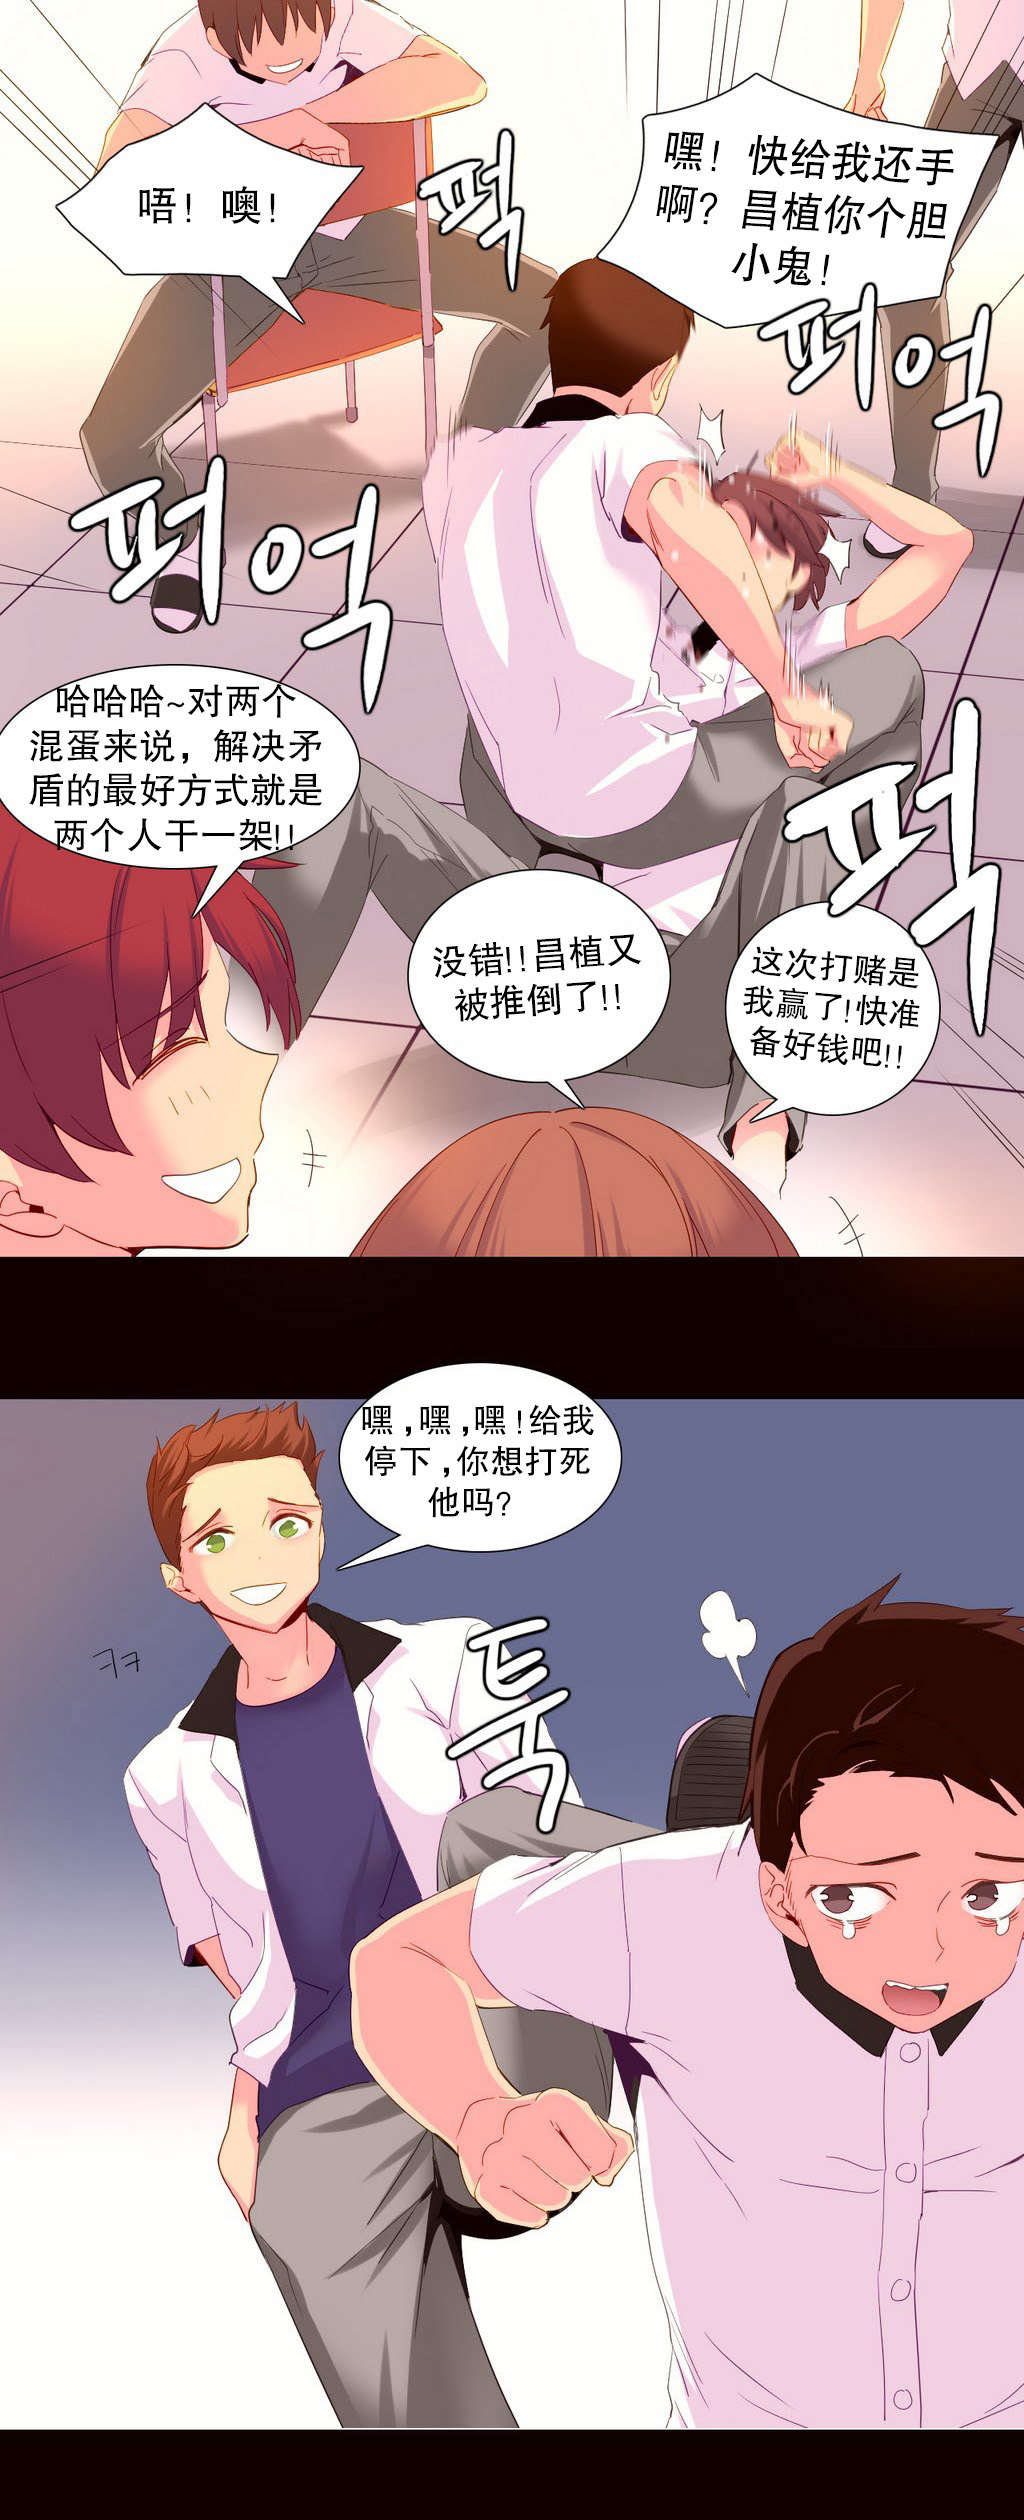 唔！噢！
퍽
嘿！快给我还手
啊？昌植你个胆
小鬼！
퍼억
퍼억
哈哈哈~对两个
混蛋来说，解决矛
盾的最好方式就是
两个人干一架!!
퍽
没错!!昌植又
被推倒了!!
这次打赌是
我赢了!快准
备好钱吧!!
嘿,嘿,嘿!给我
停下,你想打死
他吗?
ㅋㅋ
툭